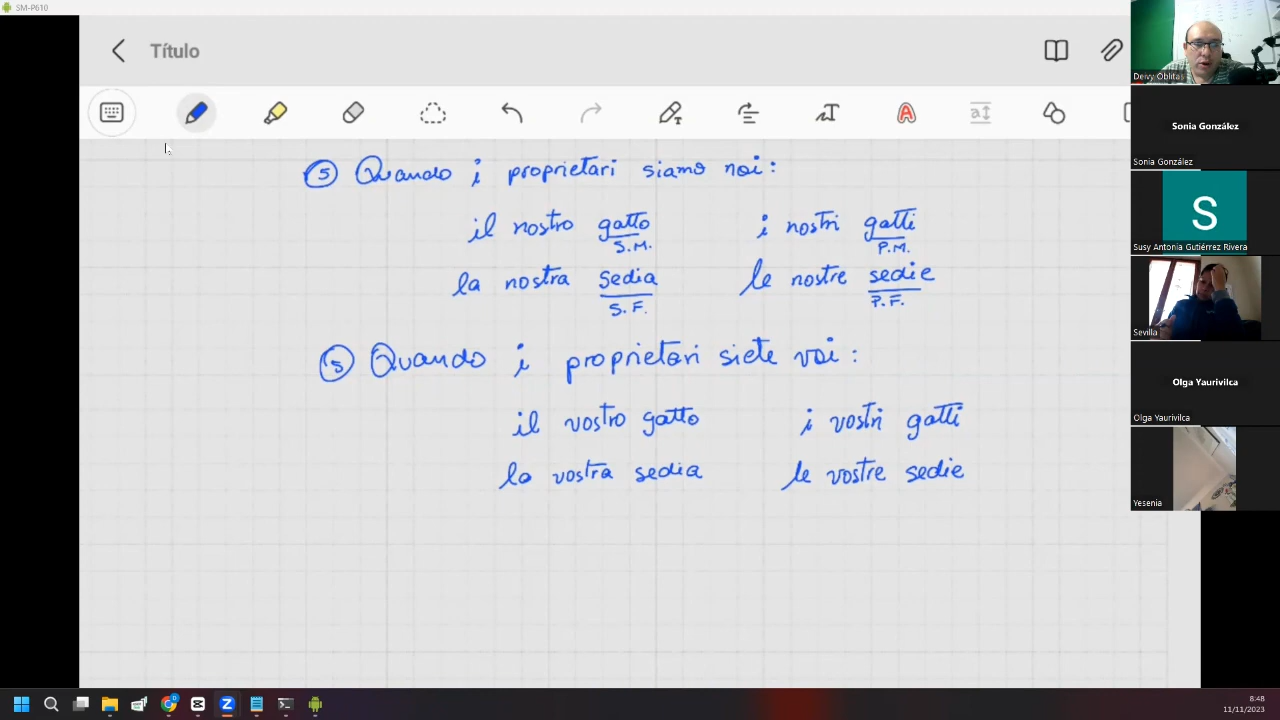 SM-P610
Título
⑤ Quando i proprietari siamo noi:
il nostro gatto i nostri gatti
S.M. P.M.
la nostra sedia le nostre sedie
S.F. P.F.
⑤ Quando i proprietari siete voi:
il vostro gatto i vostri gatti
la vostra sedia le vostre sedie
Deivy Oblitas
Sonia González
Sonia González
S
Susy Antonia Gutiérrez Rivera
Sevilla
Olga Yaurivilca
Olga Yaurivilca
Yesenia
8:48
11/11/2023